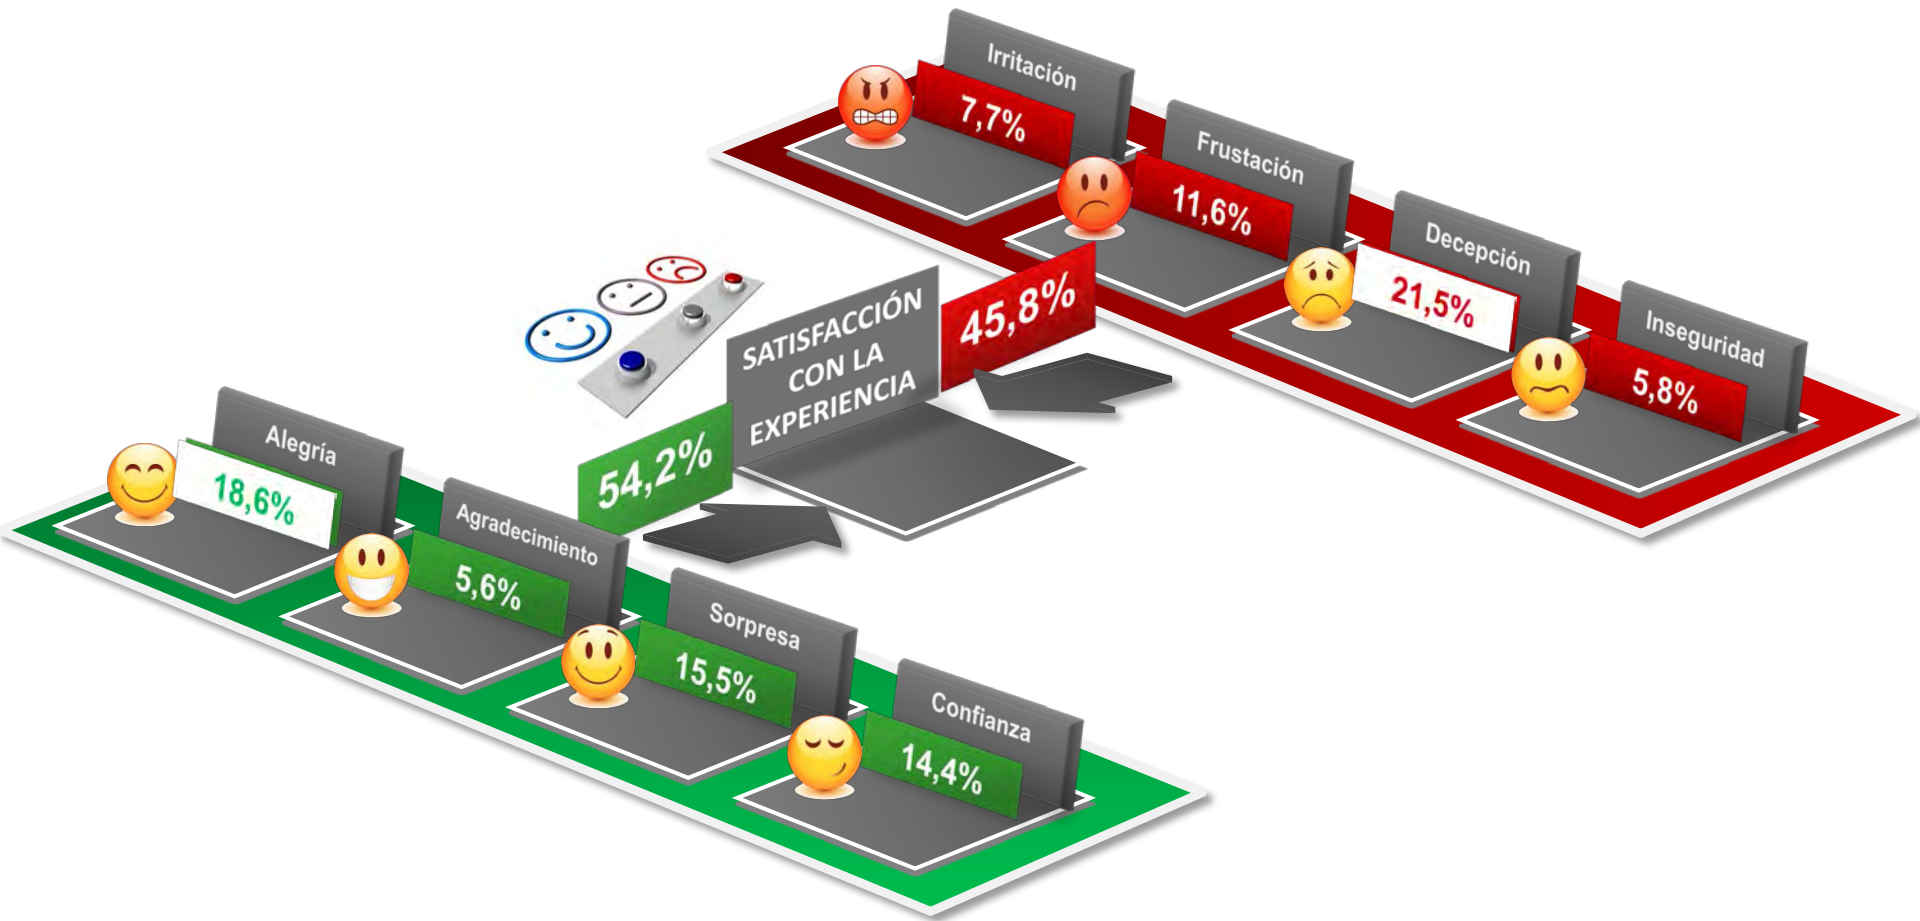 Irritación
7,7%
Frustación
11,6%
Decepción
21,5%
Inseguridad
5,8%
SATISFACCIÓN
CON LA
EXPERIENCIA
45,8%
54,2%
Alegría
18,6%
Agradecimiento
5,6%
Sorpresa
15,5%
Confianza
14,4%